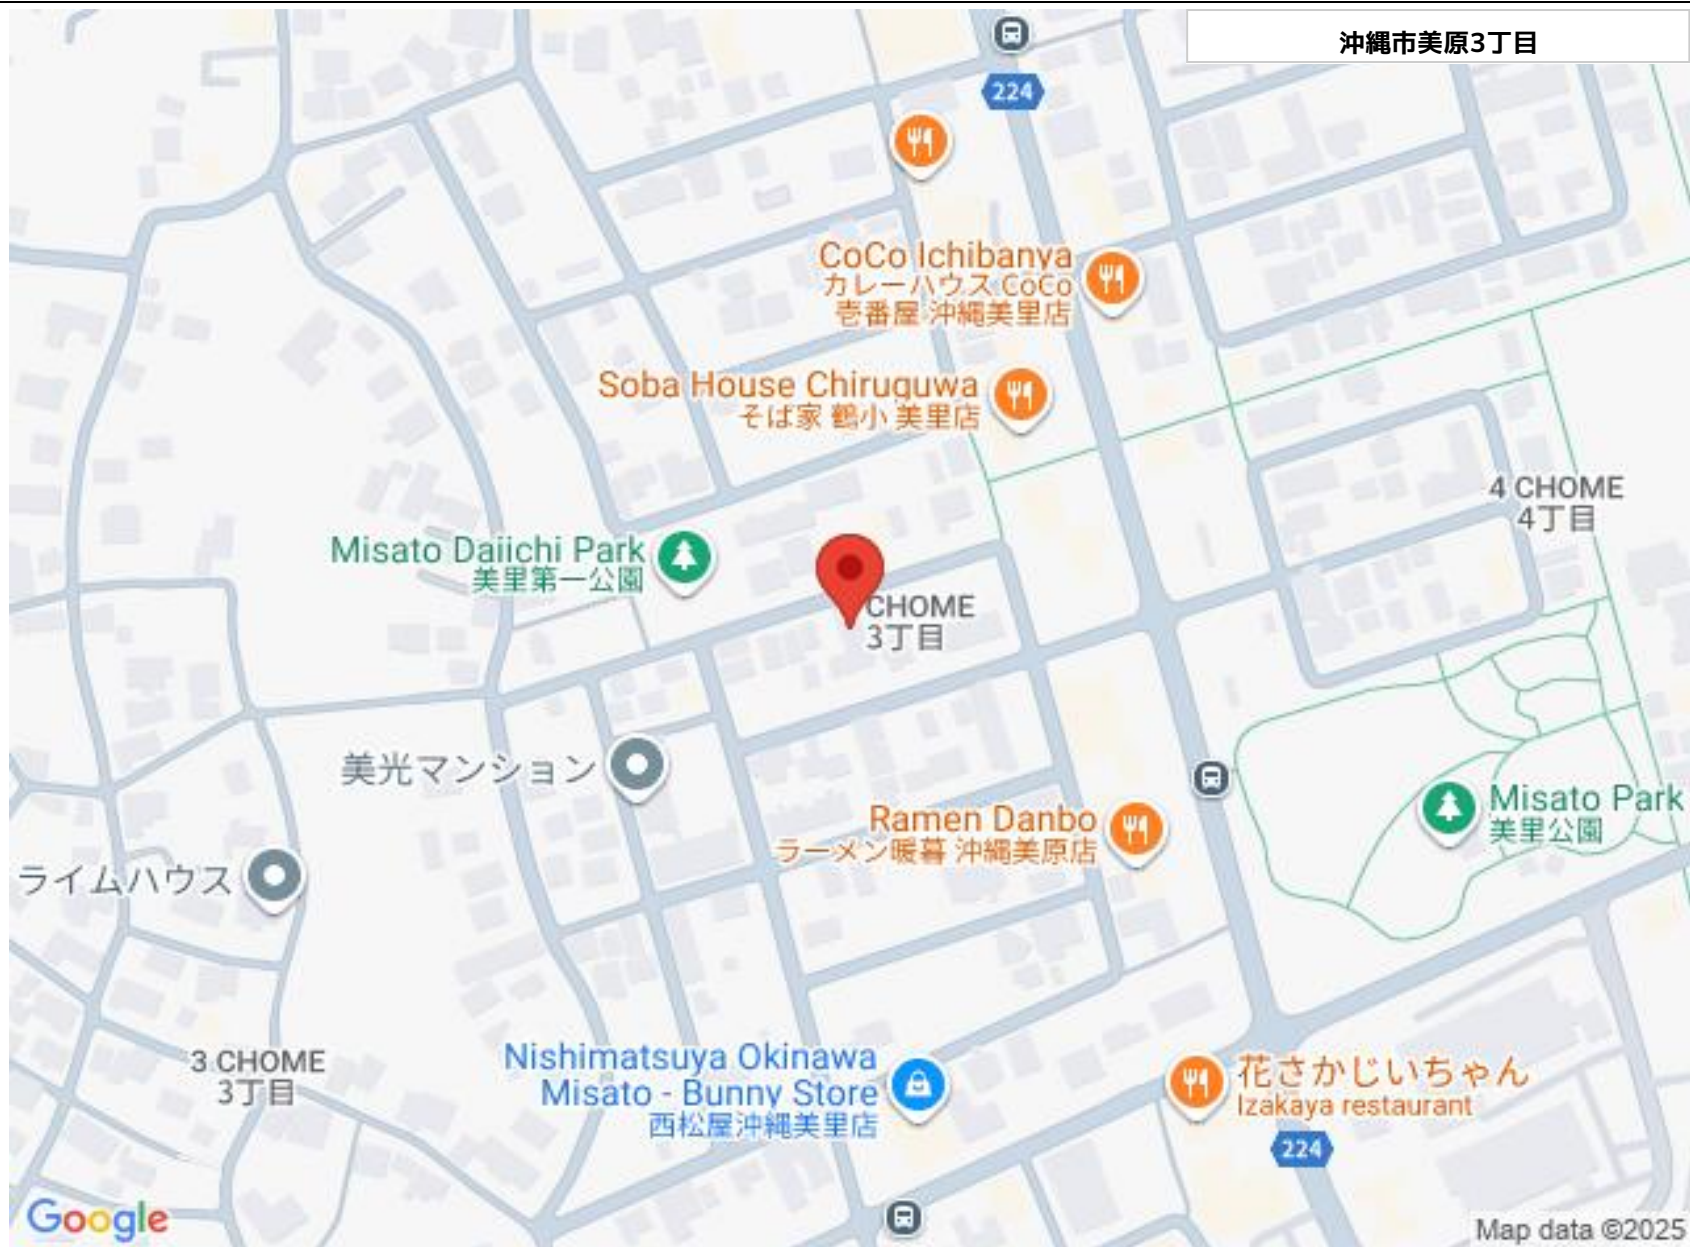 沖縄市美原3丁目
224
CoCo Ichibanya
カレーハウス CoCo
壱番屋 沖縄美里店
Soba House Chiruguwa
そば家 鶴小 美里店
4 CHOME
4丁目
Misato Daiichi Park
美里第一公園
CHOME
3丁目
美光マンション
Ramen Danbo
ラーメン暖暮 沖縄美原店
Misato Park
美里公園
ライムハウス
3 CHOME
3丁目
Nishimatsuya Okinawa
Misato - Bunny Store
西松屋沖縄美里店
花さかじいちゃん
Izakaya restaurant
224
Google
Map data ©2025